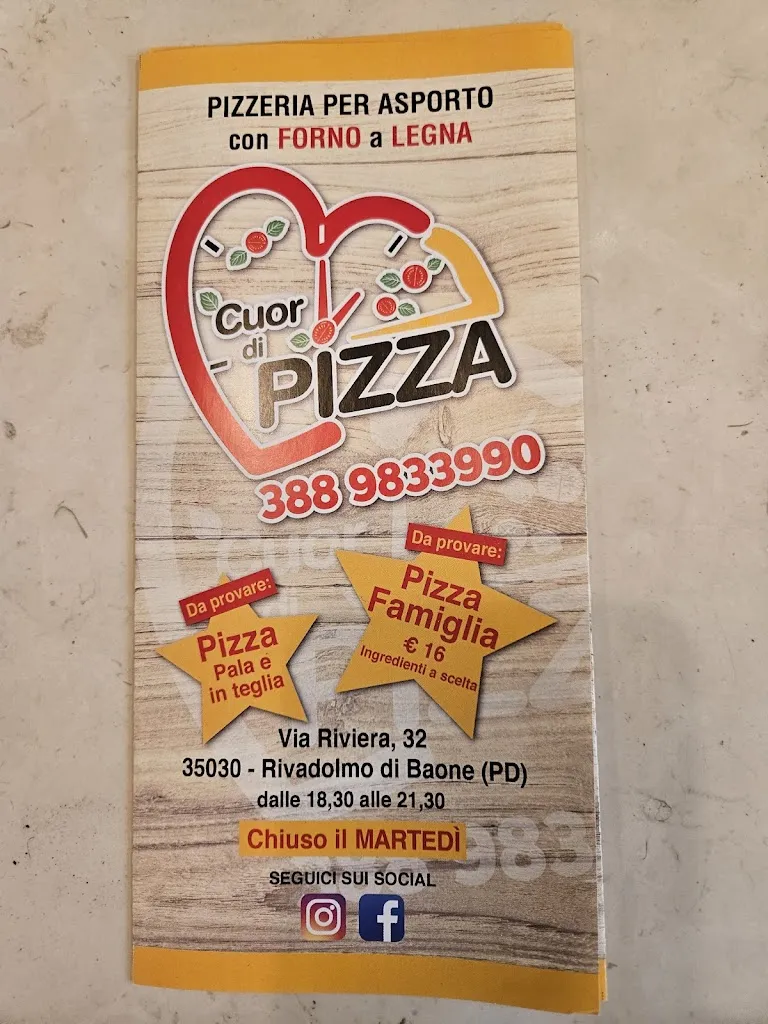 PIZZERIA PER ASPORTO
con FORNO a LEGNA
Cuor
di
PIZZA
388 9833990
Da provare:
Pizza
Famiglia
€ 16
Ingredienti a scelta
Da provare:
Pizza
Pala e
in teglia
Via Riviera, 32
35030 - Rivadolmo di Baone (PD)
dalle 18,30 alle 21,30
Chiuso il MARTEDÌ
983
SEGUICI SUI SOCIAL